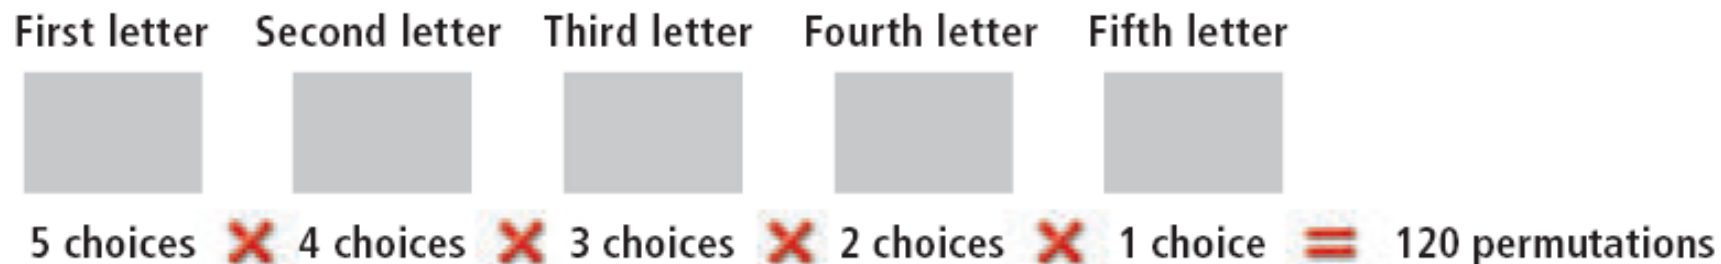 First letter Second letter Third letter Fourth letter Fifth letter
5 choices × 4 choices × 3 choices × 2 choices × 1 choice = 120 permutations